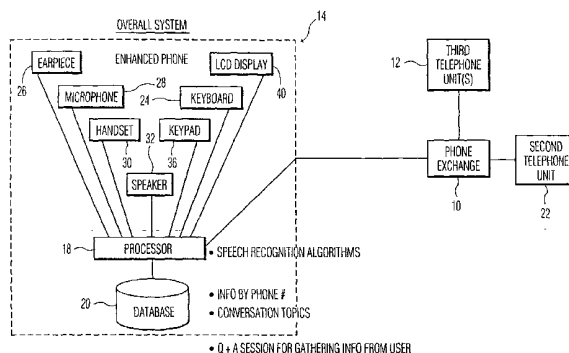 OVERALL SYSTEM
14
EARPIECE
26
ENHANCED PHONE
LCD DISPLAY
40
MICROPHONE
28
24
KEYBOARD
HANDSET
30
32
KEYPAD
36
SPEAKER
18
PROCESSOR
• SPEECH RECOGNITION ALGORITHMS
20
DATABASE
• INFO BY PHONE #
• CONVERSATION TOPICS
• Q + A SESSION FOR GATHERING INFO FROM USER
12
THIRD
TELEPHONE
UNIT(S)
PHONE
EXCHANGE
10
SECOND
TELEPHONE
UNIT
22